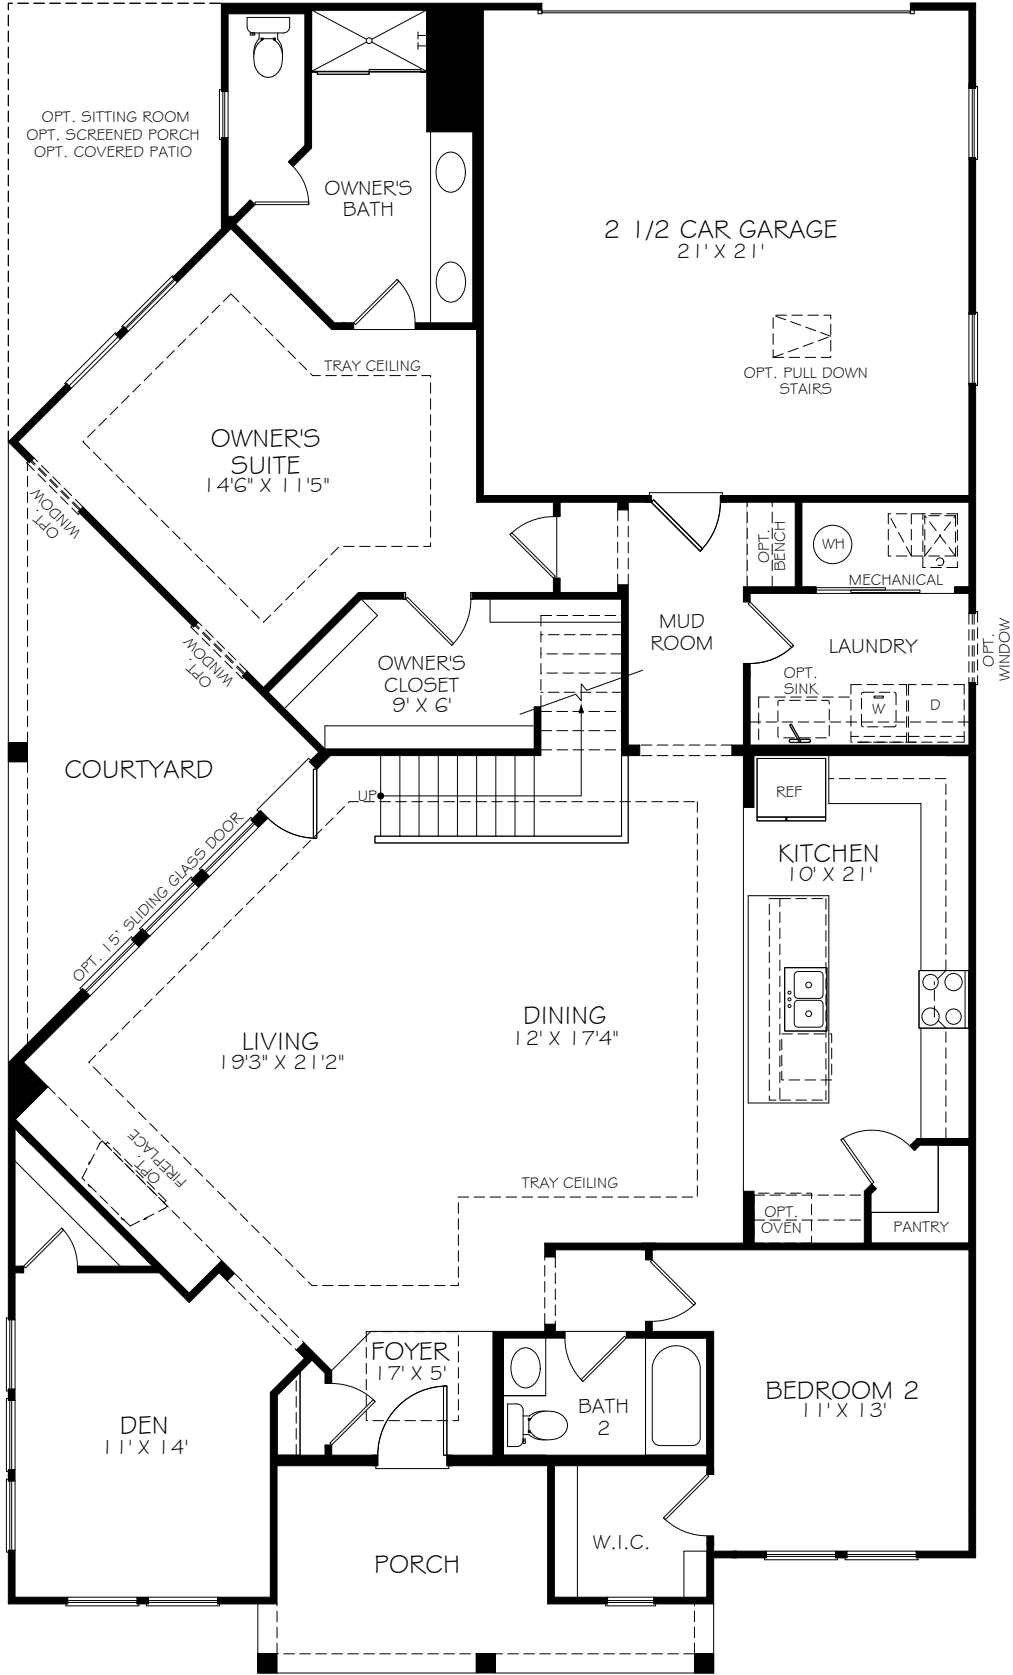 OPT. SITTING ROOM
OPT. SCREENED PORCH
OPT. COVERED PATIO
OWNER'S
BATH
2 1/2 CAR GARAGE
21' X 21'
OPT. PULL DOWN
STAIRS
TRAY CEILING
OWNER'S
SUITE
14'6" X 11'5"
OPT.
WINDOW
OPT.
BENCH
WH
MECHANICAL
MUD
ROOM
LAUNDRY
OPT.
WINDOW
OPT.
SINK
W
D
OPT.
WINDOW
OWNER'S
CLOSET
9' X 6'
COURTYARD
UP
REF
KITCHEN
10' X 21'
OPT. 15' SLIDING GLASS DOOR
LIVING
19'3" X 21'2"
DINING
12' X 17'4"
OPT.
FIREPLACE
TRAY CEILING
OPT.
OVEN
PANTRY
FOYER
17' X 5'
BATH
2
BEDROOM 2
11' X 13'
DEN
11' X 14'
PORCH
W.I.C.